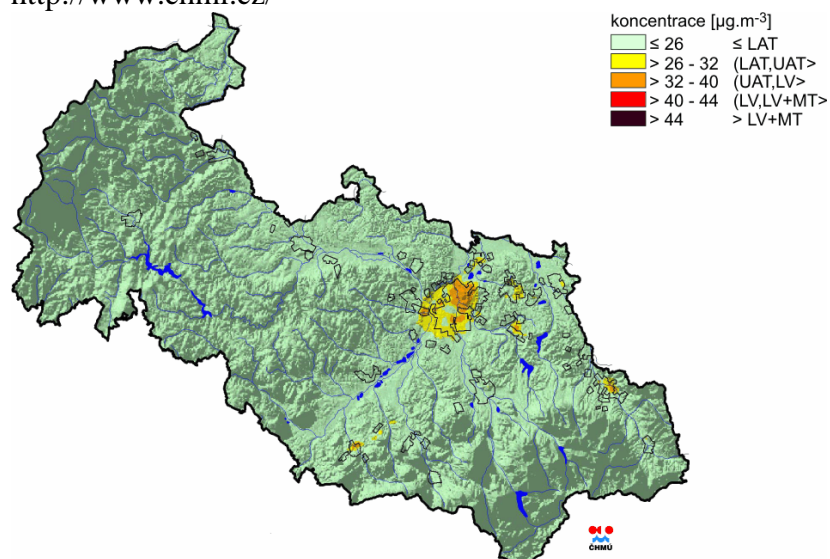 http://www.chmi.cz/
koncentrace [µg.m-3]
≤ 26 ≤ LAT
> 26 - 32 (LAT,UAT>
> 32 - 40 (UAT,LV>
> 40 - 44 (LV,LV+MT>
> 44 > LV+MT
ČHMÚ